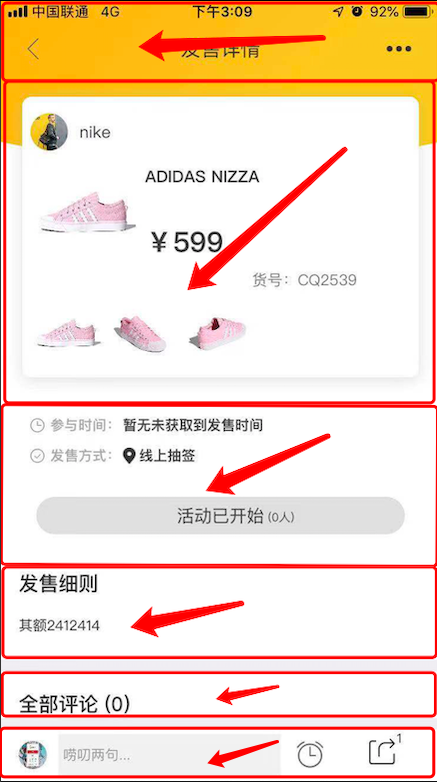 中国联通 4G 下午3:09 92%
发售详情
nike
ADIDAS NIZZA
¥599
货号：CQ2539
参与时间： 暂无未获取到发售时间
发售方式： 线上抽签
活动已开始 (0人)
发售细则
其额2412414
全部评论 (0)
唠叨两句... 1